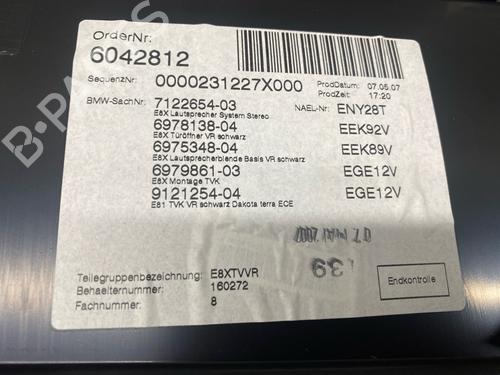 OrderNr:
6042812
SequenzNr: 0000231227X000 ProdDatum: 07.05.07
ProdZeit: 17:20
BMW-SachNr: 7122654-03 NAEL-Nr: ENY28T
E8X Lautsprecher System Stereo
6978138-04 EEK92V
E8X Türöffner VR schwarz
6975348-04 EEK89V
E8X Lautsprecherblende Basis VR schwarz
6979861-03 EGE12V
E8X Montage TVK
9121254-04 EGE12V
E81 TVK VR schwarz Dakota terra ECE
07. MAI 2007
39
Teilegruppenbezeichnung: E8XTVVR
Behaelternummer: 160272
Fachnummer: 8
Endkontrolle